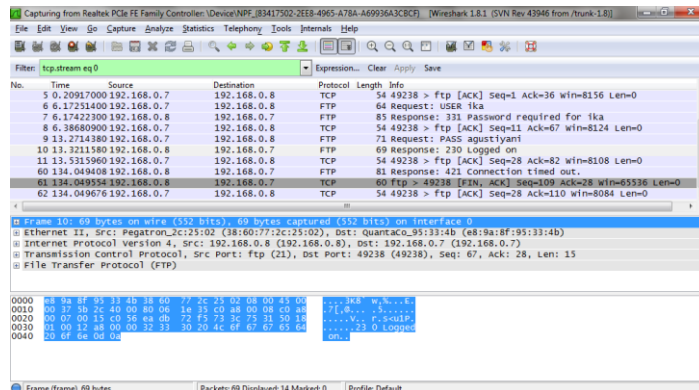 Capturing from Realtek PCIe FE Family Controller: \Device\NPF_{83417502-2EE8-4965-A78A-A69936A3CBCF} [Wireshark 1.8.1 (SVN Rev 43946 from /trunk-1.8)]
File Edit View Go Capture Analyze Statistics Telephony Tools Internals Help
Filter: tcp.stream eq 0 Expression... Clear Apply Save
No. Time Source Destination Protocol Length Info
5 0.20917000 192.168.0.7 192.168.0.8 TCP 54 49238 > ftp [ACK] Seq=1 Ack=36 Win=8156 Len=0
6 6.17251400 192.168.0.7 192.168.0.8 FTP 64 Request: USER ika
7 6.17422300 192.168.0.8 192.168.0.7 FTP 85 Response: 331 Password required for ika
8 6.38680900 192.168.0.7 192.168.0.8 TCP 54 49238 > ftp [ACK] Seq=11 Ack=67 Win=8124 Len=0
9 13.2714380 192.168.0.7 192.168.0.8 FTP 71 Request: PASS agustiyani
10 13.3211580 192.168.0.8 192.168.0.7 FTP 69 Response: 230 Logged on
11 13.5315960 192.168.0.7 192.168.0.8 TCP 54 49238 > ftp [ACK] Seq=28 Ack=82 Win=8108 Len=0
60 134.049408 192.168.0.8 192.168.0.7 FTP 81 Response: 421 Connection timed out.
61 134.049554 192.168.0.8 192.168.0.7 TCP 60 ftp > 49238 [FIN, ACK] Seq=109 Ack=28 Win=65536 Len=0
62 134.049676 192.168.0.7 192.168.0.8 TCP 54 49238 > ftp [ACK] Seq=28 Ack=110 Win=8084 Len=0
Frame 10: 69 bytes on wire (552 bits), 69 bytes captured (552 bits) on interface 0
Ethernet II, Src: Pegatron_2c:25:02 (38:60:77:2c:25:02), Dst: QuantaCo_95:33:4b (e8:9a:8f:95:33:4b)
Internet Protocol Version 4, Src: 192.168.0.8 (192.168.0.8), Dst: 192.168.0.7 (192.168.0.7)
Transmission Control Protocol, Src Port: ftp (21), Dst Port: 49238 (49238), Seq: 67, Ack: 28, Len: 15
File Transfer Protocol (FTP)
0000 e8 9a 8f 95 33 4b 38 60 77 2c 25 02 08 00 45 00 ....3K8` w,%...E.
0010 00 37 5b 2c 40 00 80 06 1e 35 c0 a8 00 08 c0 a8 .7[,@... .5......
0020 00 07 00 15 c0 56 ea db 72 f5 73 3c 75 31 50 18 .....V.. r.s<u1P.
0030 01 00 12 a8 00 00 32 33 30 20 4c 6f 67 67 65 64 ......23 0 Logged
0040 20 6f 6e 0d 0a on..
Frame (frame), 69 bytes Packets: 69 Displayed: 14 Marked: 0 Profile: Default